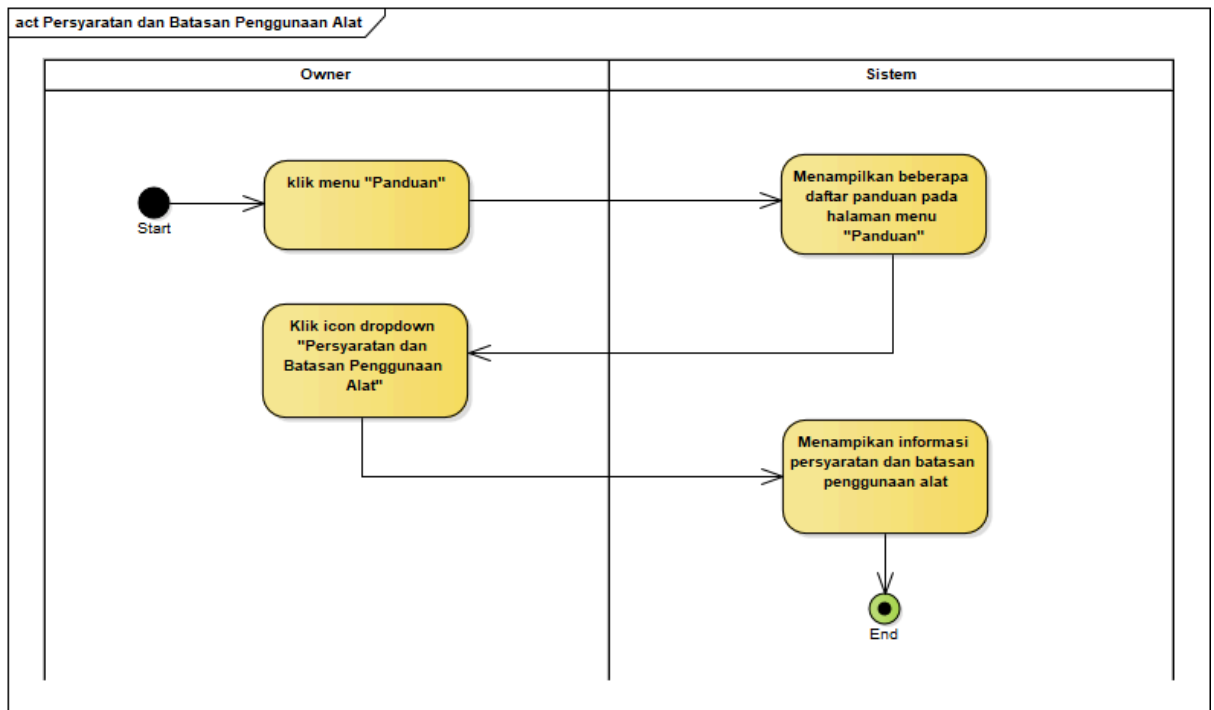 act Persyaratan dan Batasan Penggunaan Alat
Owner
Sistem
Start
klik menu "Panduan"
Menampilkan beberapa
daftar panduan pada
halaman menu
"Panduan"
Klik icon dropdown
"Persyaratan dan
Batasan Penggunaan
Alat"
Menampikan informasi
persyaratan dan batasan
penggunaan alat
End